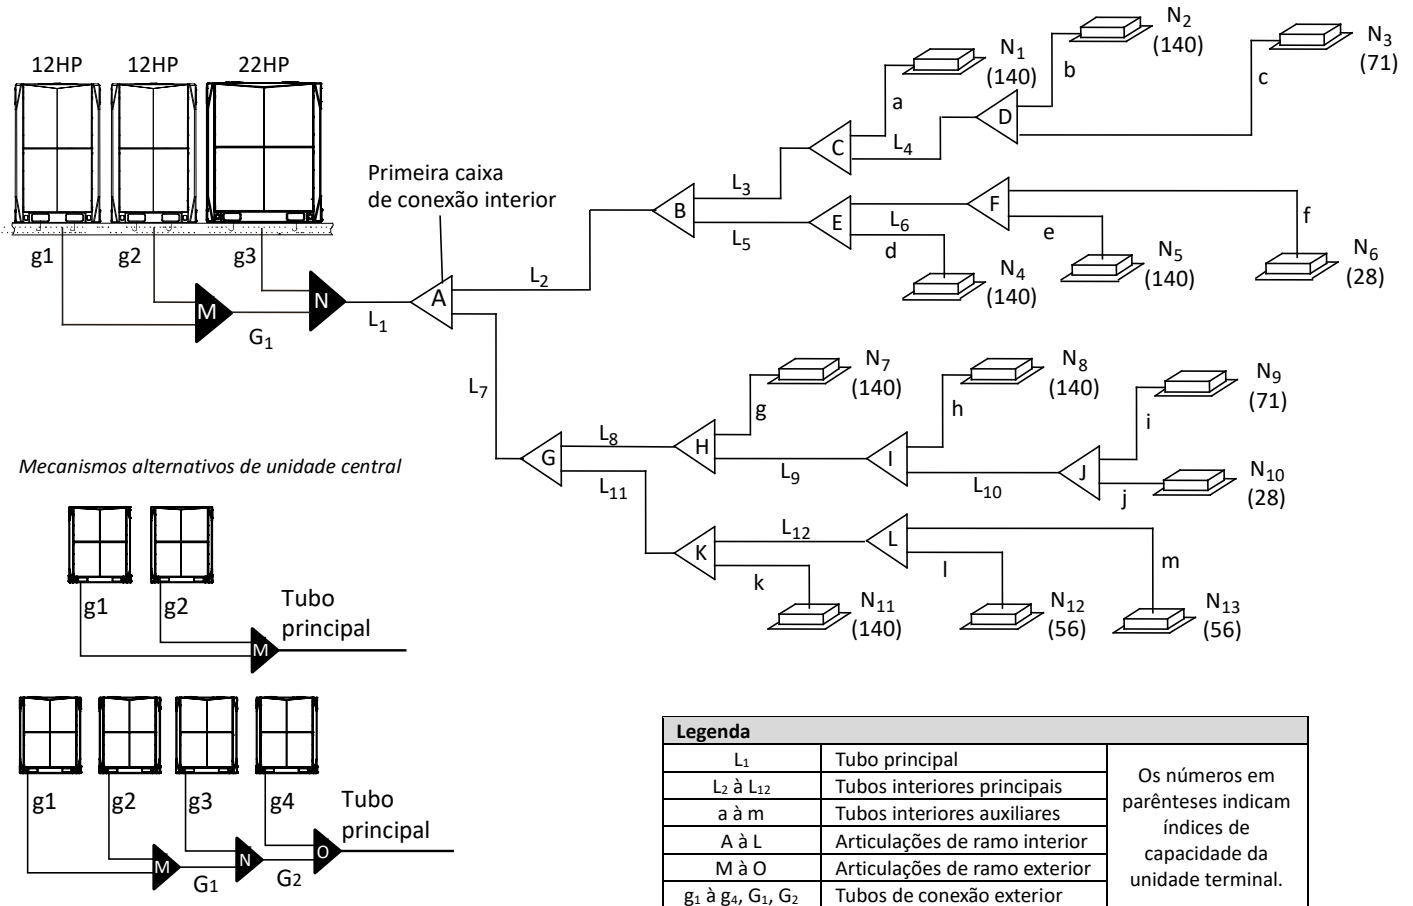 12HP 12HP 22HP
g1 g2 g3
M
N
G1
L1
Primeira caixa
de conexão interior
A
L2
L7
B
L3
L5
C
a
L4
D
b
c
N1
(140)
N2
(140)
N3
(71)
E
L6
d
F
e
f
N4
(140)
N5
(140)
N6
(28)
G
L8
L11
H
g
L9
I
h
L10
J
i
j
N7
(140)
N8
(140)
N9
(71)
N10
(28)
K
L12
k
L
l
m
N11
(140)
N12
(56)
N13
(56)
Mecanismos alternativos de unidade central
g1 g2
Tubo
principal
M
g1 g2 g3 g4
Tubo
principal
M
N
O
G1 G2
Legenda
L1 Tubo principal
L2 à L12 Tubos interiores principais
a à m Tubos interiores auxiliares
A à L Articulações de ramo interior
M à O Articulações de ramo exterior
g1 à g4, G1, G2 Tubos de conexão exterior
Os números em
parênteses indicam
índices de
capacidade da
unidade terminal.